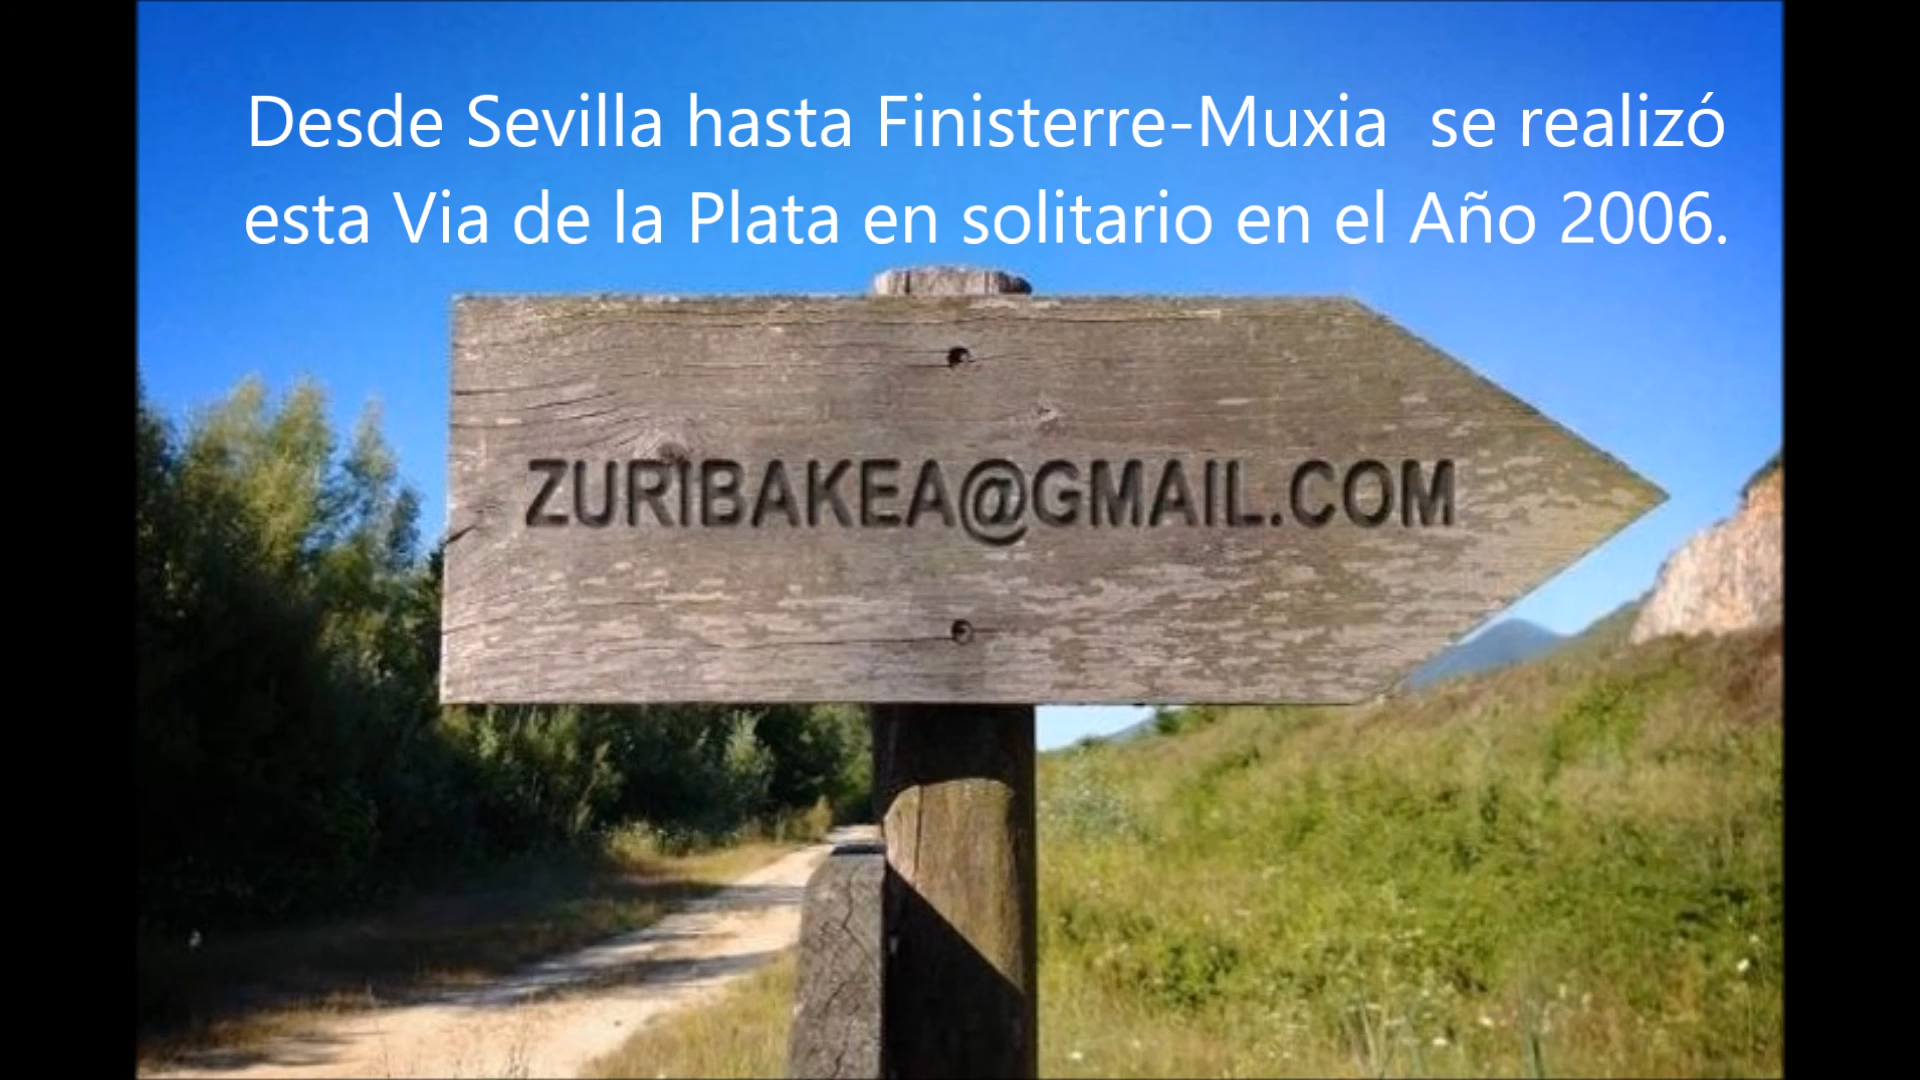 Desde Sevilla hasta Finisterre-Muxia  se realizó
esta Via de la Plata en solitario en el Año 2006.
ZURIBAKEA@GMAIL.COM